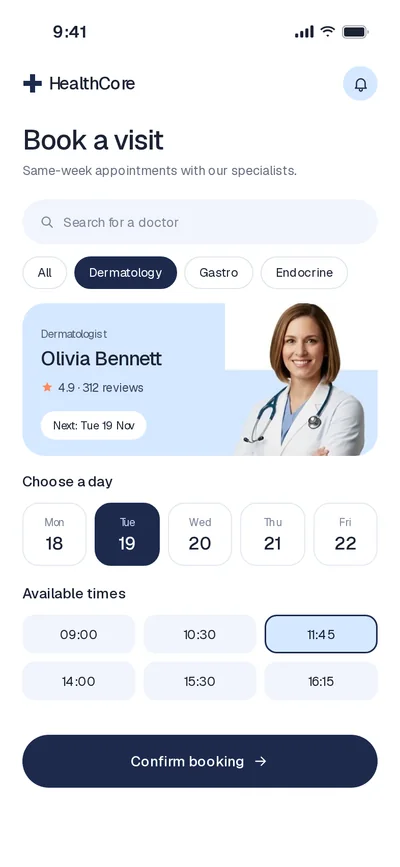 9:41
HealthCore
Book a visit
Same-week appointments with our specialists.
Search for a doctor
All Dermatology Gastro Endocrine
Dermatologist
Olivia Bennett
4.9 · 312 reviews
Next: Tue 19 Nov
Choose a day
Mon Tue Wed Thu Fri
18 19 20 21 22
Available times
09:00 10:30 11:45
14:00 15:30 16:15
Confirm booking →